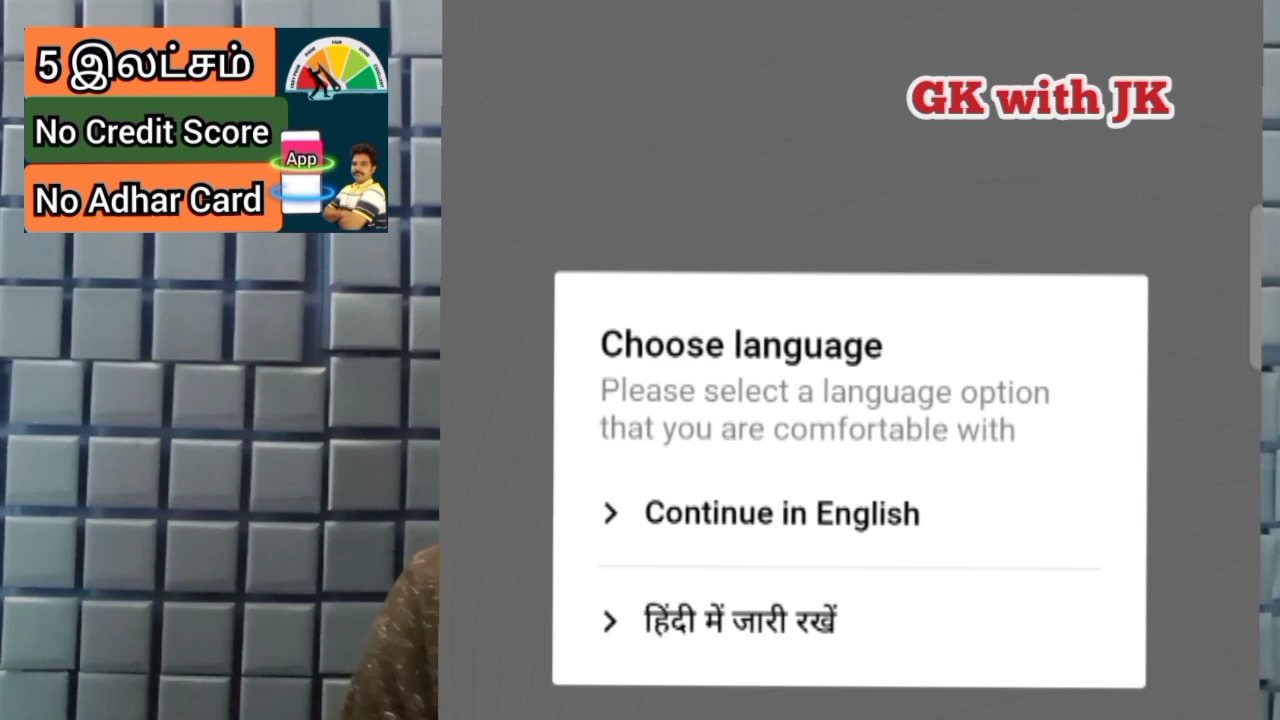 5 இலட்சம்
No Credit Score
App
No Adhar Card
GK with JK
Choose language
Please select a language option
that you are comfortable with
Continue in English
हिंदी में जारी रखें